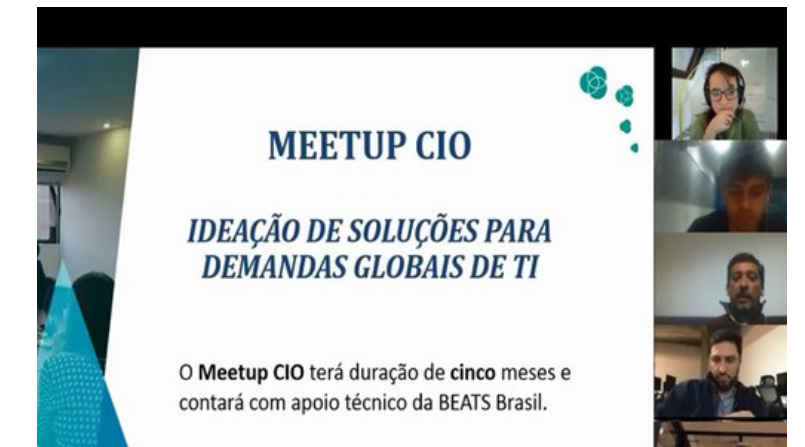 MEETUP CIO
IDEAÇÃO DE SOLUÇÕES PARA
DEMANDAS GLOBAIS DE TI
O Meetup CIO terá duração de cinco meses e
contará com apoio técnico da BEATS Brasil.